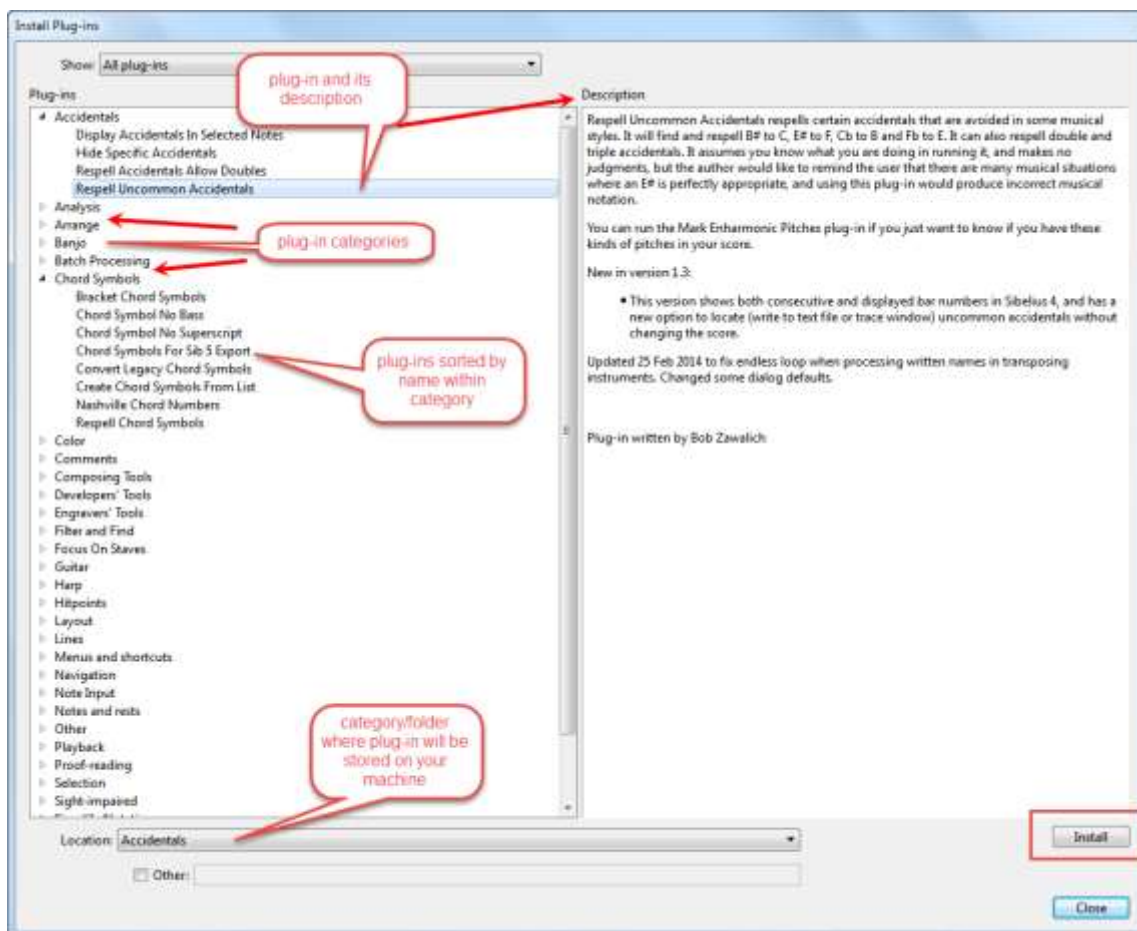 Install Plug-ins
Show: All plug-ins
plug-in and its
description
Plug-ins
Accidentals
Display Accidentals In Selected Notes
Hide Specific Accidentals
Respell Accidentals Allow Doubles
Respell Uncommon Accidentals
Analysis
Arrange
Banjo
Batch Processing
plug-in categories
Chord Symbols
Bracket Chord Symbols
Chord Symbol No Bass
Chord Symbol No Superscript
Chord Symbols For Sib 5 Export
Convert Legacy Chord Symbols
Create Chord Symbols From List
Nashville Chord Numbers
Respell Chord Symbols
plug-ins sorted by
name within
category
Color
Comments
Composing Tools
Developers' Tools
Engravers' Tools
Filter and Find
Focus On Staves
Guitar
Harp
Hitpoints
Layout
Lines
Menus and shortcuts
Navigation
Note Input
Notes and rests
Other
Playback
Proof-reading
Selection
Sight-impaired
category/folder
where plug-in will be
stored on your
machine
Description
Respell Uncommon Accidentals respells certain accidentals that are avoided in some musical
styles. It will find and respell B# to C, E# to F, Cb to B and Fb to E. It can also respell double and
triple accidentals. It assumes you know what you are doing in running it, and makes no
judgments, but the author would like to remind the user that there are many musical situations
where an E# is perfectly appropriate, and using this plug-in would produce incorrect musical
notation.
You can run the Mark Enharmonic Pitches plug-in if you just want to know if you have these
kinds of pitches in your score.
New in version 1.3:
• This version shows both consecutive and displayed bar numbers in Sibelius 4, and has a
new option to locate (write to text file or trace window) uncommon accidentals without
changing the score.
Updated 25 Feb 2014 to fix endless loop when processing written names in transposing
instruments. Changed some dialog defaults.
Plug-in written by Bob Zawalich
Location: Accidentals
Install
Other:
Close